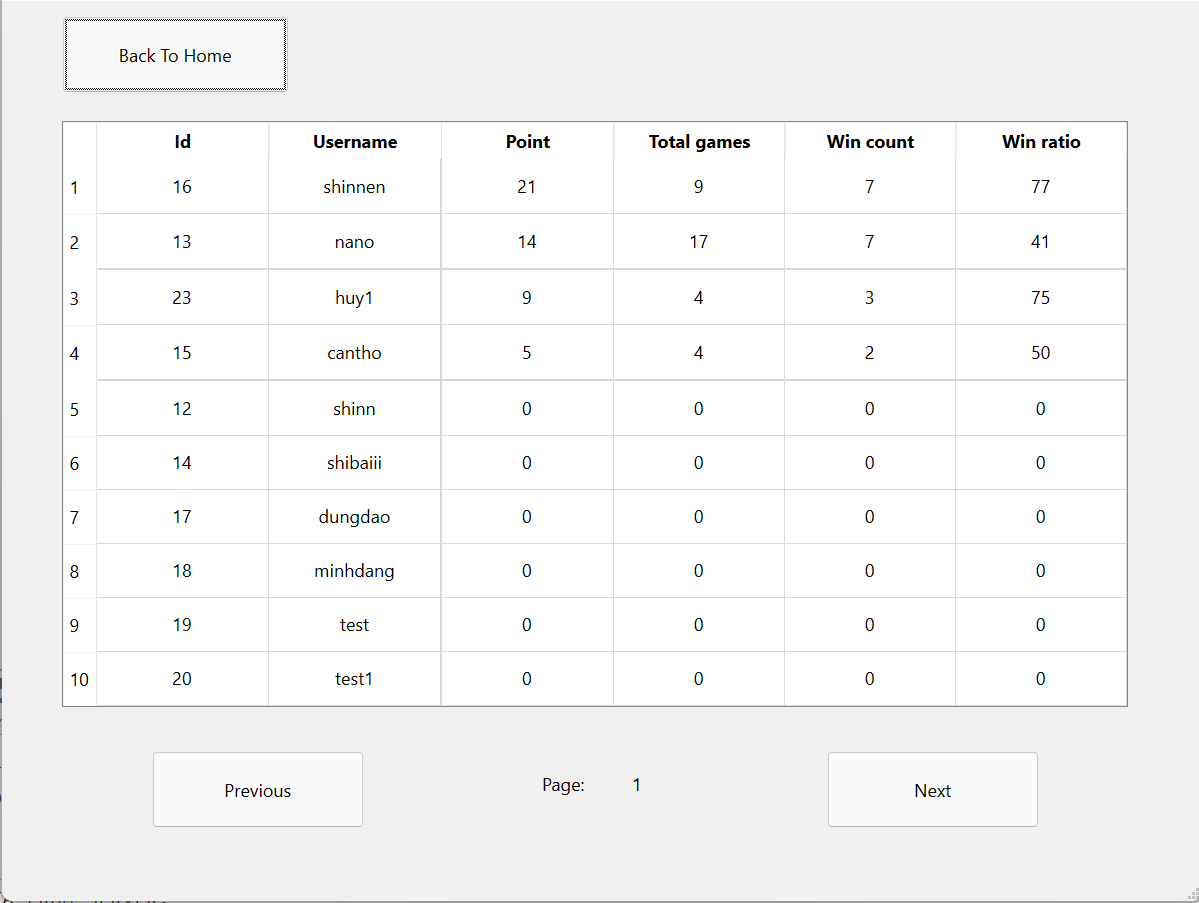 Back To Home
Id Username Point Total games Win count Win ratio
1 16 shinnen 21 9 7 77
2 13 nano 14 17 7 41
3 23 huy1 9 4 3 75
4 15 cantho 5 4 2 50
5 12 shinn 0 0 0 0
6 14 shibaiii 0 0 0 0
7 17 dungdao 0 0 0 0
8 18 minhdang 0 0 0 0
9 19 test 0 0 0 0
10 20 test1 0 0 0 0
Previous Page: 1 Next